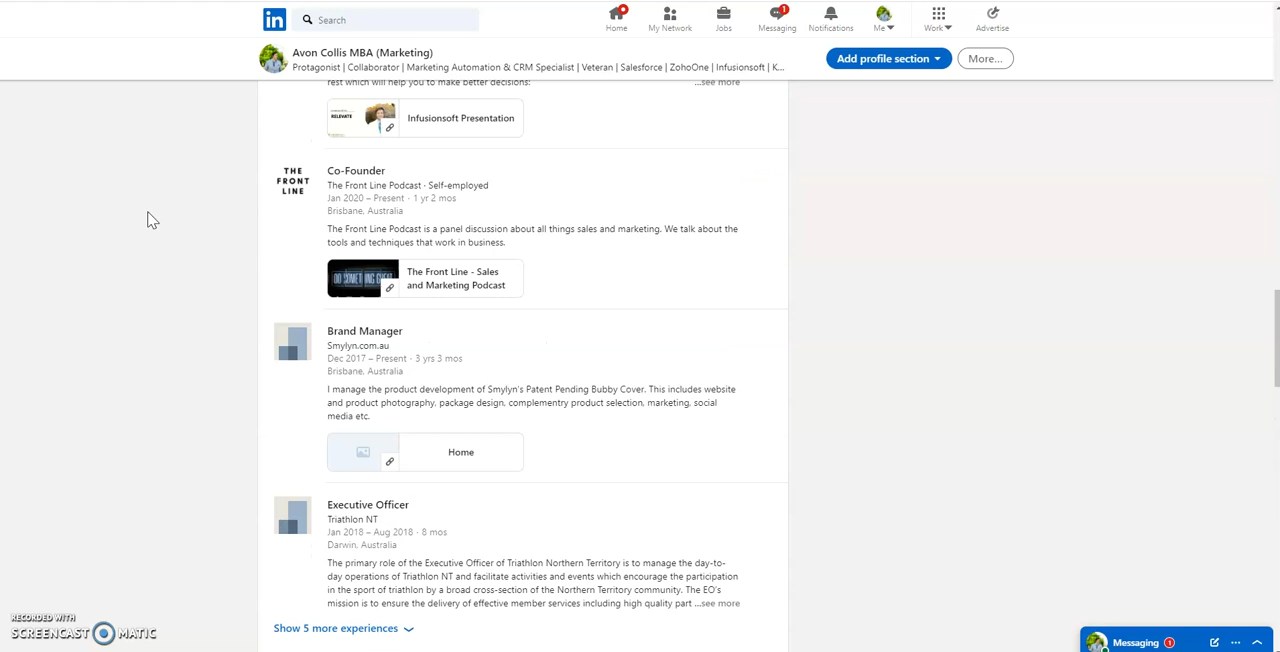 in
Search
Home
My Network
Jobs
1
Messaging
Notifications
Me
Work
Advertise
Avon Collis MBA (Marketing)
Protagonist | Collaborator | Marketing Automation & CRM Specialist | Veteran | Salesforce | ZohoOne | Infusionsoft | K...
Add profile section
More...
rest which will help you to make better decisions:
...see more
RELEVATE
Infusionsoft Presentation
THE
FRONT
LINE
Co-Founder
The Front Line Podcast · Self-employed
Jan 2020 – Present · 1 yr 2 mos
Brisbane, Australia
The Front Line Podcast is a panel discussion about all things sales and marketing. We talk about the
tools and techniques that work in business.
The Front Line - Sales
and Marketing Podcast
Brand Manager
Smylyn.com.au
Dec 2017 – Present · 3 yrs 3 mos
Brisbane, Australia
I manage the product development of Smylyn's Patent Pending Bubby Cover. This includes website
and product photography, package design, complementry product selection, marketing, social
media etc.
Home
Executive Officer
Triathlon NT
Jan 2018 – Aug 2018 · 8 mos
Darwin, Australia
The primary role of the Executive Officer of Triathlon Northern Territory is to manage the day-to-
day operations of Triathlon NT and facilitate activities and events which encourage the participation
in the sport of triathlon by a broad cross-section of the Northern Territory community. The EO's
mission is to ensure the delivery of effective member services including high quality part ...see more
Show 5 more experiences
RECORDED WITH
SCREENCAST MATIC
Messaging 1